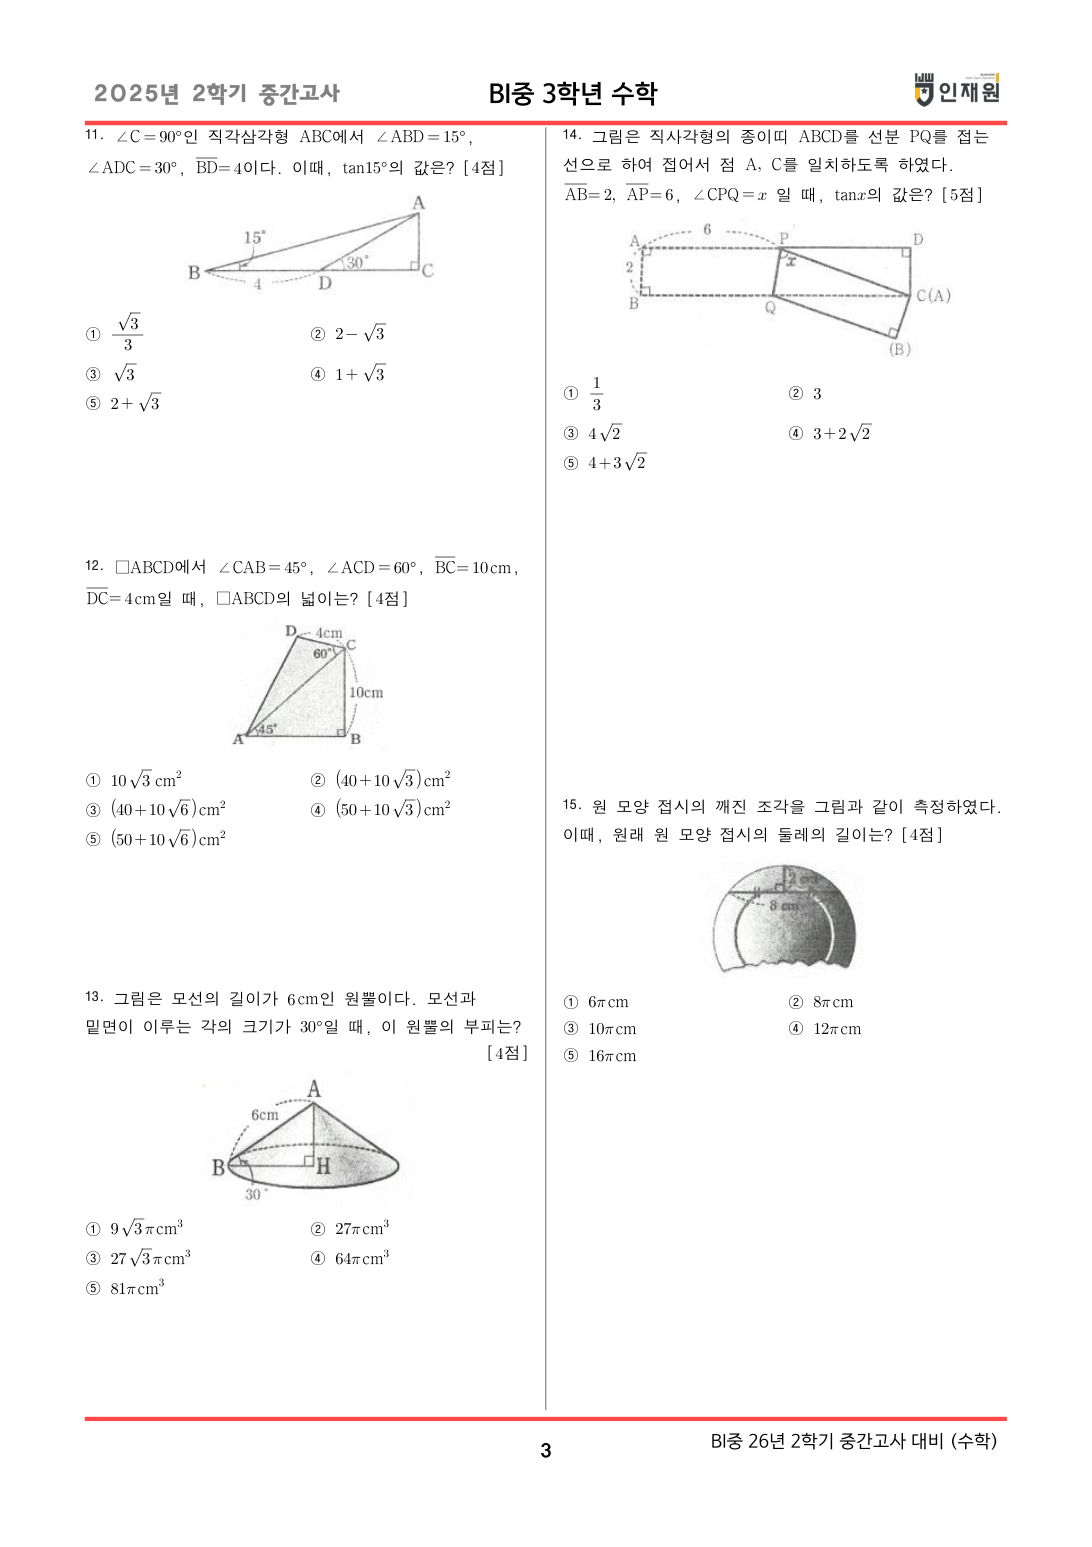 2025년 2학기 중간고사
BI중 3학년 수학
인재원
11. ∠C=90°인 직각삼각형 ABC에서 ∠ABD=15°,
∠ADC=30°, B̅D̅=4이다. 이때, tan15°의 값은? [4점]
A
15°
30°
B
C
4
D
① √3/3
② 2-√3
③ √3
④ 1+√3
⑤ 2+√3
12. □ABCD에서 ∠CAB=45°, ∠ACD=60°, B̅C̅=10cm,
D̅C̅=4cm일 때, □ABCD의 넓이는? [4점]
D
4cm
C
60°
10cm
45°
A
B
① 10√3 cm²
② (40+10√3)cm²
③ (40+10√6)cm²
④ (50+10√3)cm²
⑤ (50+10√6)cm²
13. 그림은 모선의 길이가 6cm인 원뿔이다. 모선과
밑면이 이루는 각의 크기가 30°일 때, 이 원뿔의 부피는?
[4점]
A
6cm
B
H
30°
① 9√3πcm³
② 27πcm³
③ 27√3πcm³
④ 64πcm³
⑤ 81πcm³
14. 그림은 직사각형의 종이띠 ABCD를 선분 PQ를 접는
선으로 하여 접어서 점 A, C를 일치하도록 하였다.
A̅B̅=2, A̅P̅=6, ∠CPQ=x 일 때, tanx의 값은? [5점]
6
A
P
D
x
2
B
Q
C(A)
(B)
① 1/3
② 3
③ 4√2
④ 3+2√2
⑤ 4+3√2
15. 원 모양 접시의 깨진 조각을 그림과 같이 측정하였다.
이때, 원래 원 모양 접시의 둘레의 길이는? [4점]
2 cm
8 cm
① 6πcm
② 8πcm
③ 10πcm
④ 12πcm
⑤ 16πcm
3
BI중 26년 2학기 중간고사 대비 (수학)